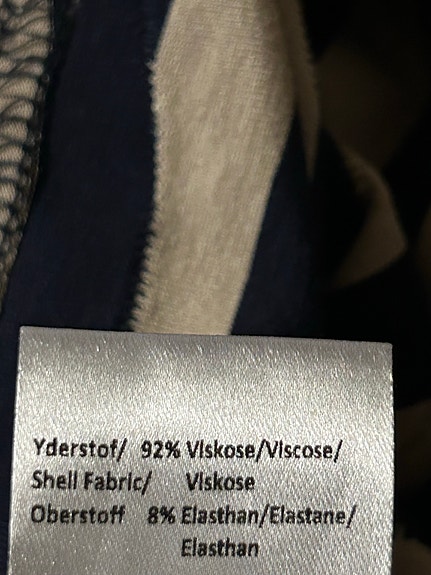 Yderstof/ 92% Viskose/Viscose/
Shell Fabric/ Viskose
Oberstoff 8% Elasthan/Elastane/
Elasthan